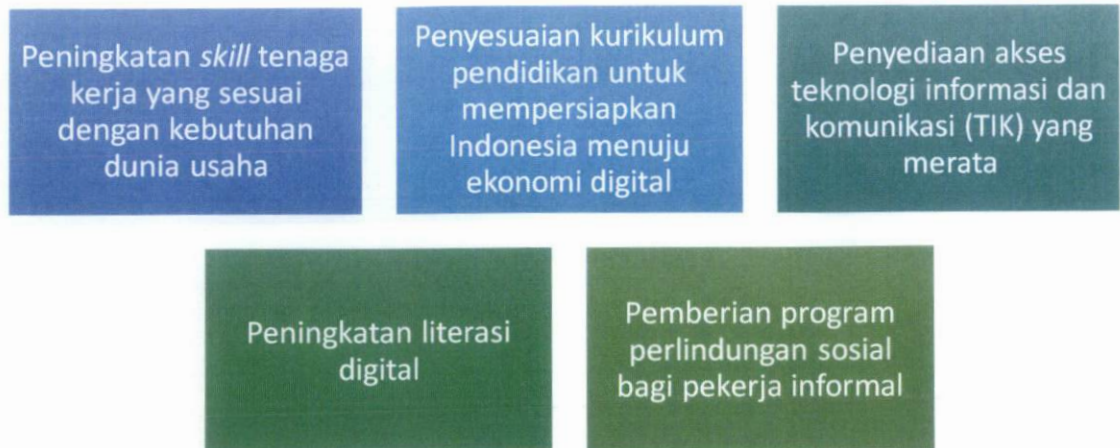 Peningkatan skill tenaga
kerja yang sesuai
dengan kebutuhan
dunia usaha
Penyesuaian kurikulum
pendidikan untuk
mempersiapkan
Indonesia menuju
ekonomi digital
Penyediaan akses
teknologi informasi dan
komunikasi (TIK) yang
merata
Peningkatan literasi
digital
Pemberian program
perlindungan sosial
bagi pekerja informal